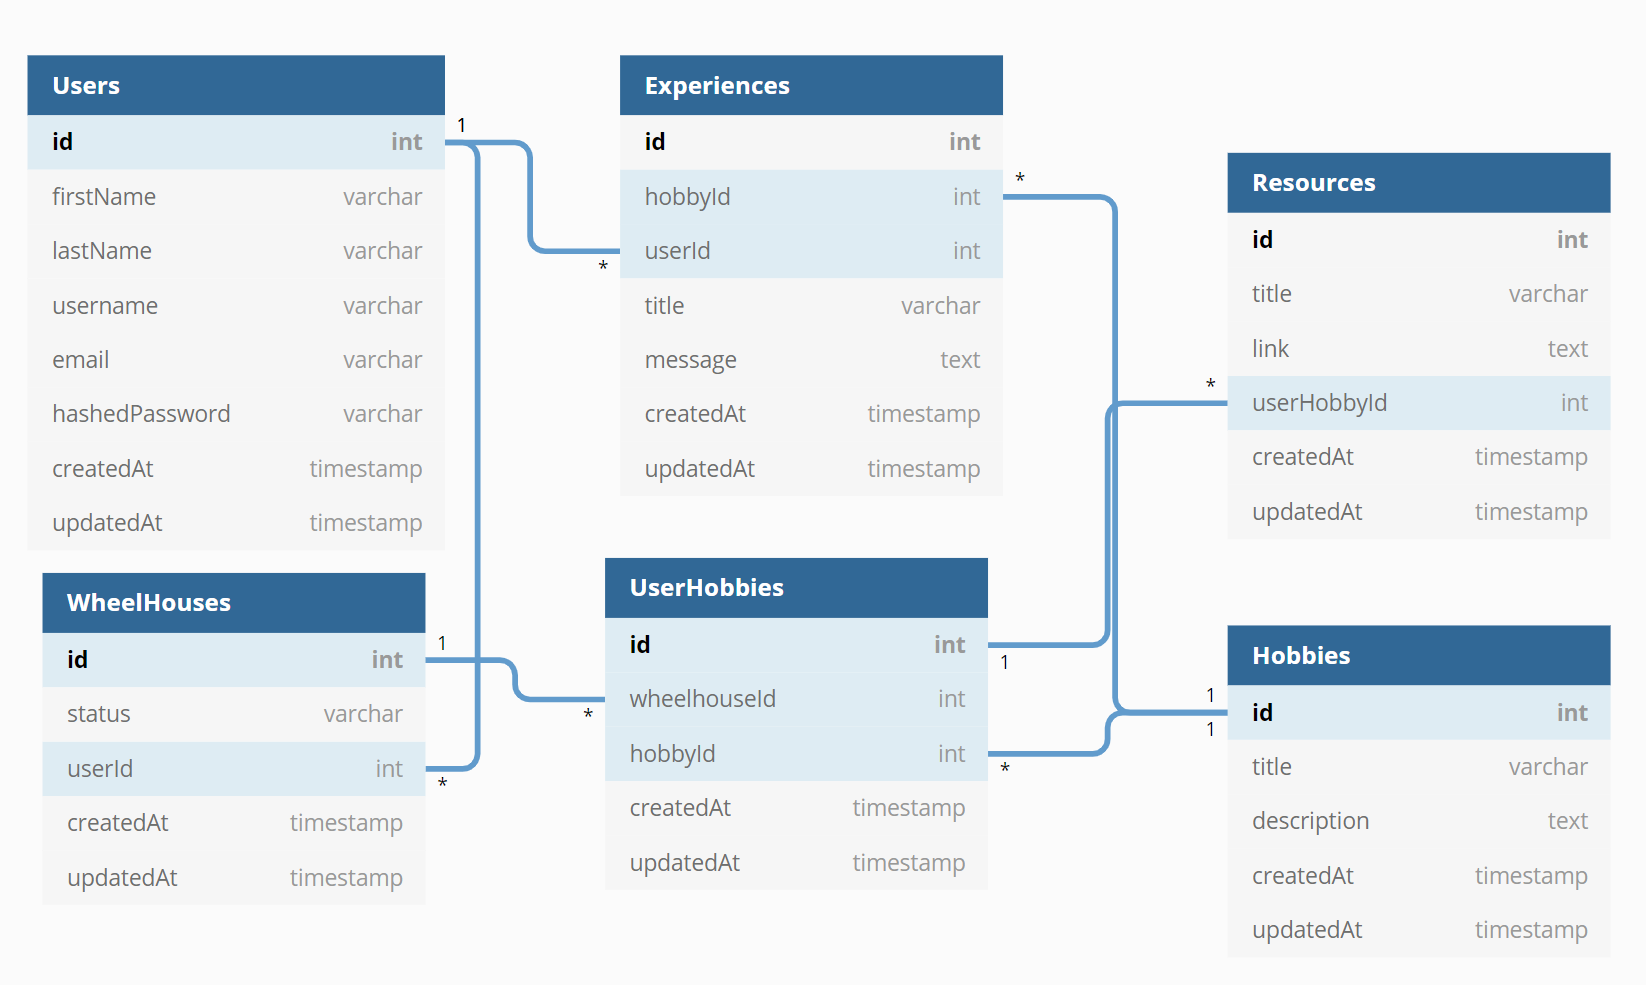 Users
id int
firstName varchar
lastName varchar
username varchar
email varchar
hashedPassword varchar
createdAt timestamp
updatedAt timestamp
1
*
Experiences
id int
hobbyId int
userId int
title varchar
message text
createdAt timestamp
updatedAt timestamp
*
Resources
id int
title varchar
link text
userHobbyId int
createdAt timestamp
updatedAt timestamp
*
WheelHouses
id int
status varchar
userId int
createdAt timestamp
updatedAt timestamp
1
*
*
UserHobbies
id int
wheelhouseId int
hobbyId int
createdAt timestamp
updatedAt timestamp
1
*
1
1
Hobbies
id int
title varchar
description text
createdAt timestamp
updatedAt timestamp